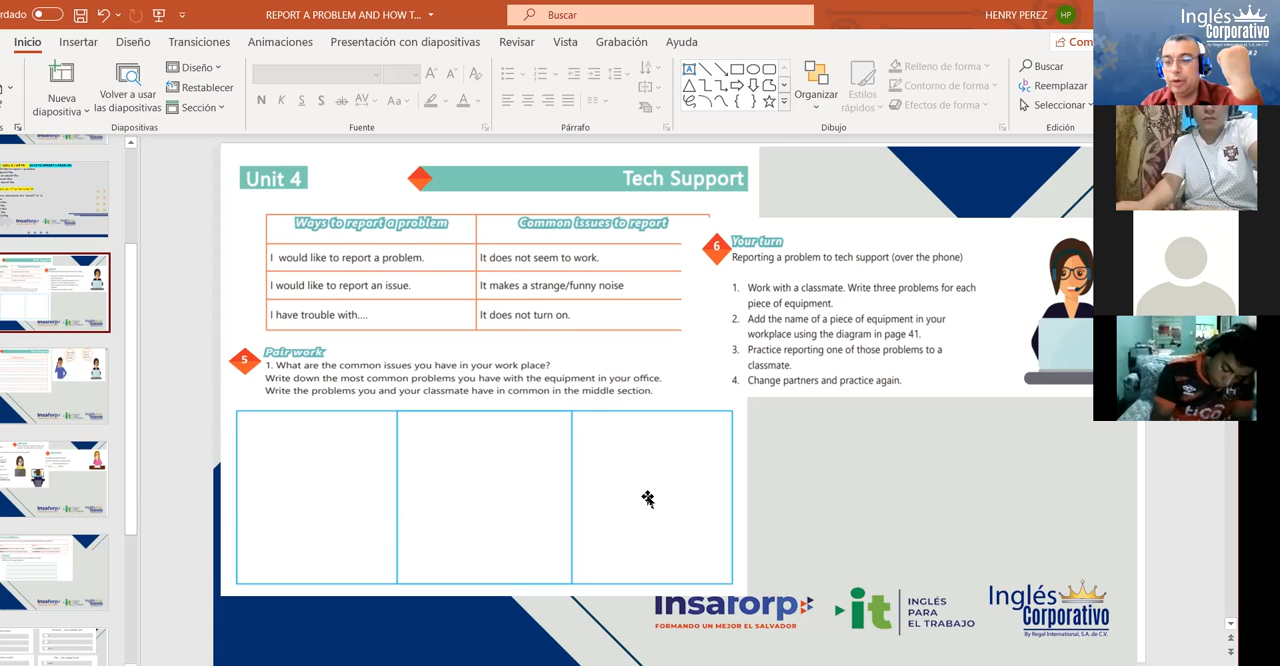 rdado
REPORT A PROBLEM AND HOW T...
Buscar
HENRY PEREZ
HP
Inicio
Insertar
Diseño
Transiciones
Animaciones
Presentación con diapositivas
Revisar
Vista
Grabación
Ayuda
Com
Nueva
diapositiva
Volver a usar
las diapositivas
Diseño
Restablecer
Sección
Diapositivas
N K S S ab AV Aa A
Fuente
Párrafo
Organizar
Estilos
rápidos
Relleno de forma
Contorno de forma
Efectos de forma
Dibujo
Buscar
Reemplazar
Seleccionar
Edición
Inglés
Corporativo
By Regal International, S.A. de C.V.
Unit 4
Tech Support
Ways to report a problem
Common issues to report
I would like to report a problem.
It does not seem to work.
I would like to report an issue.
It makes a strange/funny noise
I have trouble with....
It does not turn on.
5
Pair work
1. What are the common issues you have in your work place?
Write down the most common problems you have with the equipment in your office.
Write the problems you and your classmate have in common in the middle section.
6
Your turn
Reporting a problem to tech support (over the phone)
1. Work with a classmate. Write three problems for each
piece of equipment.
2. Add the name of a piece of equipment in your
workplace using the diagram in page 41.
3. Practice reporting one of those problems to a
classmate.
4. Change partners and practice again.
tico
Insaforp
FORMANDO UN MEJOR EL SALVADOR
it
INGLÉS
PARA
EL TRABAJO
Inglés
Corporativo
By Regal International, S.A. de C.V.